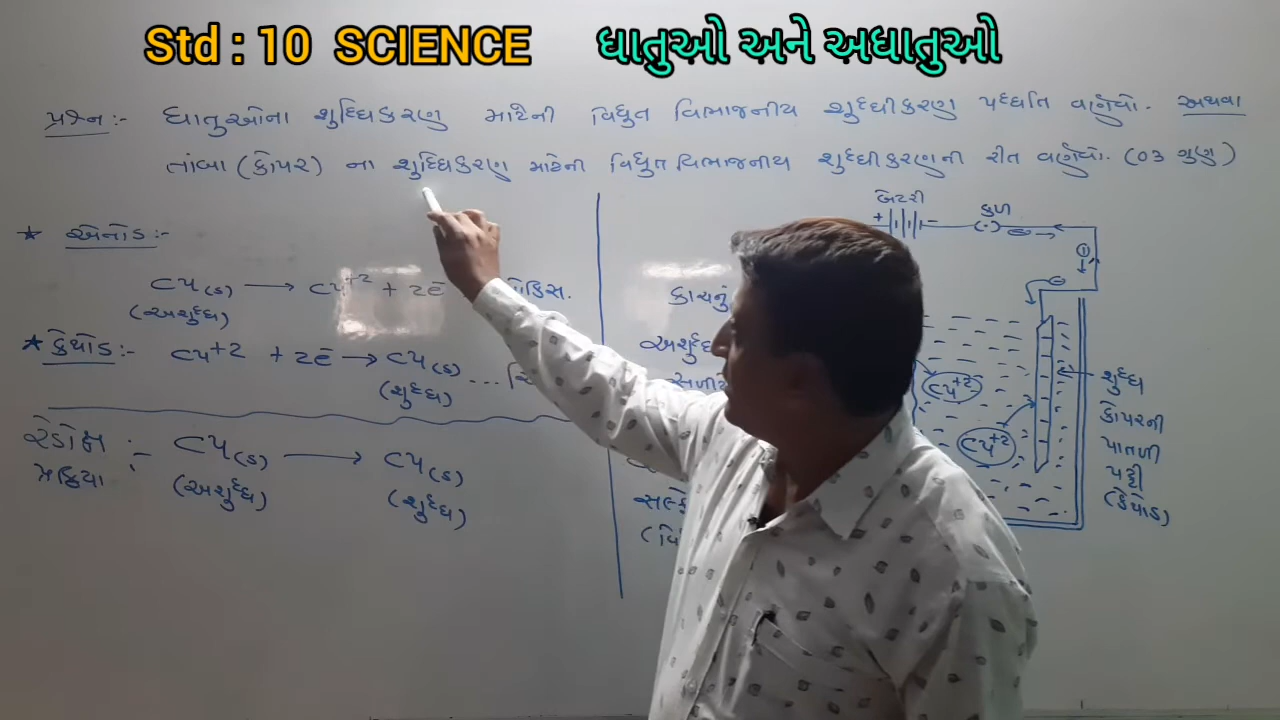 Std : 10 SCIENCE ધાતુઓ અને અધાતુઓ
પ્રશ્ન :- ધાતુઓના શુદ્ધિકરણ માટેની વિદ્યુત વિભાજનીય શુદ્ધીકરણ પદ્ધતિ વર્ણવો. અથવા
તાંબા (કોપર) ના શુદ્ધિકરણ માટેની વિદ્યુત વિભાજનીય શુદ્ધીકરણની રીત વર્ણવો. (03 ગુણ)
★ એનોડ :-
Cu(s) ⟶ Cu+2 + 2e-
(અશુદ્ધ)
★ કેથોડ :- Cu+2 + 2e- → Cu(s) ...
(શુદ્ધ)
રેડોક્ષ :- Cu(s) ⟶ Cu(s)
પ્રક્રિયા (અશુદ્ધ) (શુદ્ધ)
બેટરી
+ -
કળ
(.)
①
કાચનું
અશુદ્ધ
Cu+2
Cu+2
શુદ્ધ
કોપરની
પાતળી
પટ્ટી
(કેથોડ)